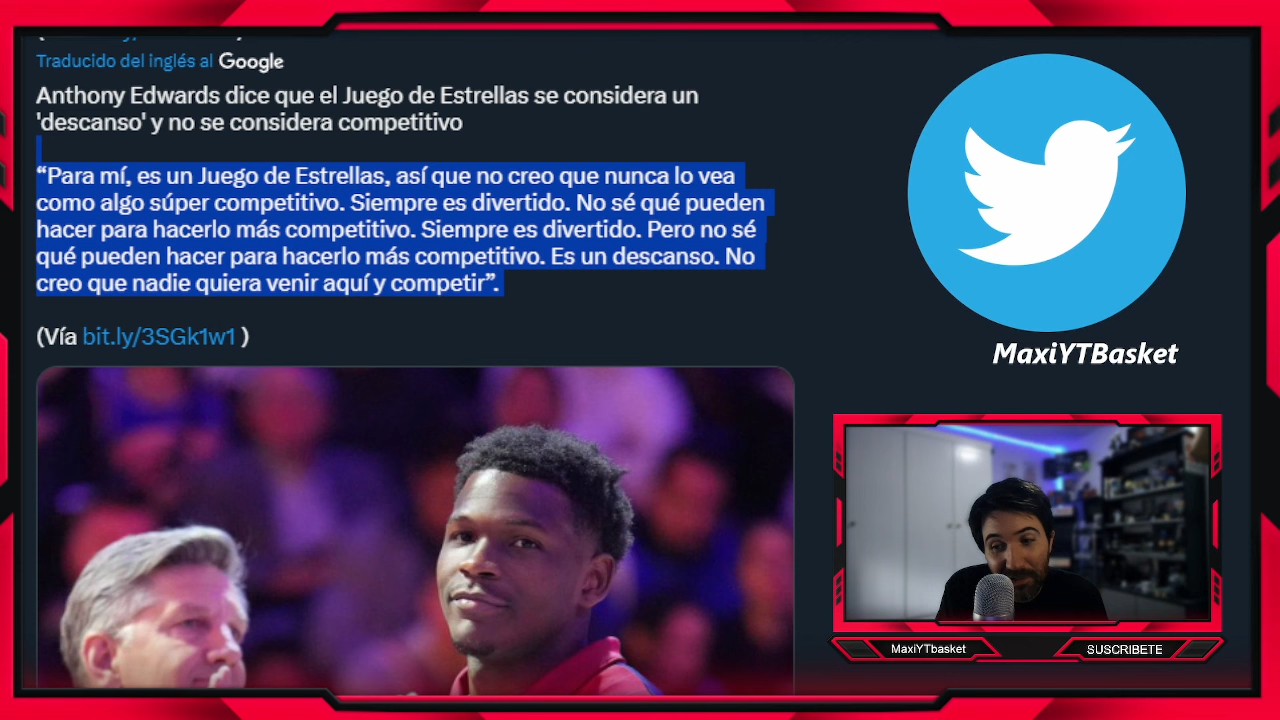 Traducido del inglés al Google
Anthony Edwards dice que el Juego de Estrellas se considera un
'descanso' y no se considera competitivo
“Para mí, es un Juego de Estrellas, así que no creo que nunca lo vea
como algo súper competitivo. Siempre es divertido. No sé qué pueden
hacer para hacerlo más competitivo. Siempre es divertido. Pero no sé
qué pueden hacer para hacerlo más competitivo. Es un descanso. No
creo que nadie quiera venir aquí y competir”.
(Vía bit.ly/3SGk1w1 )
MaxiYTBasket
MaxiYTbasket
SUSCRIBETE